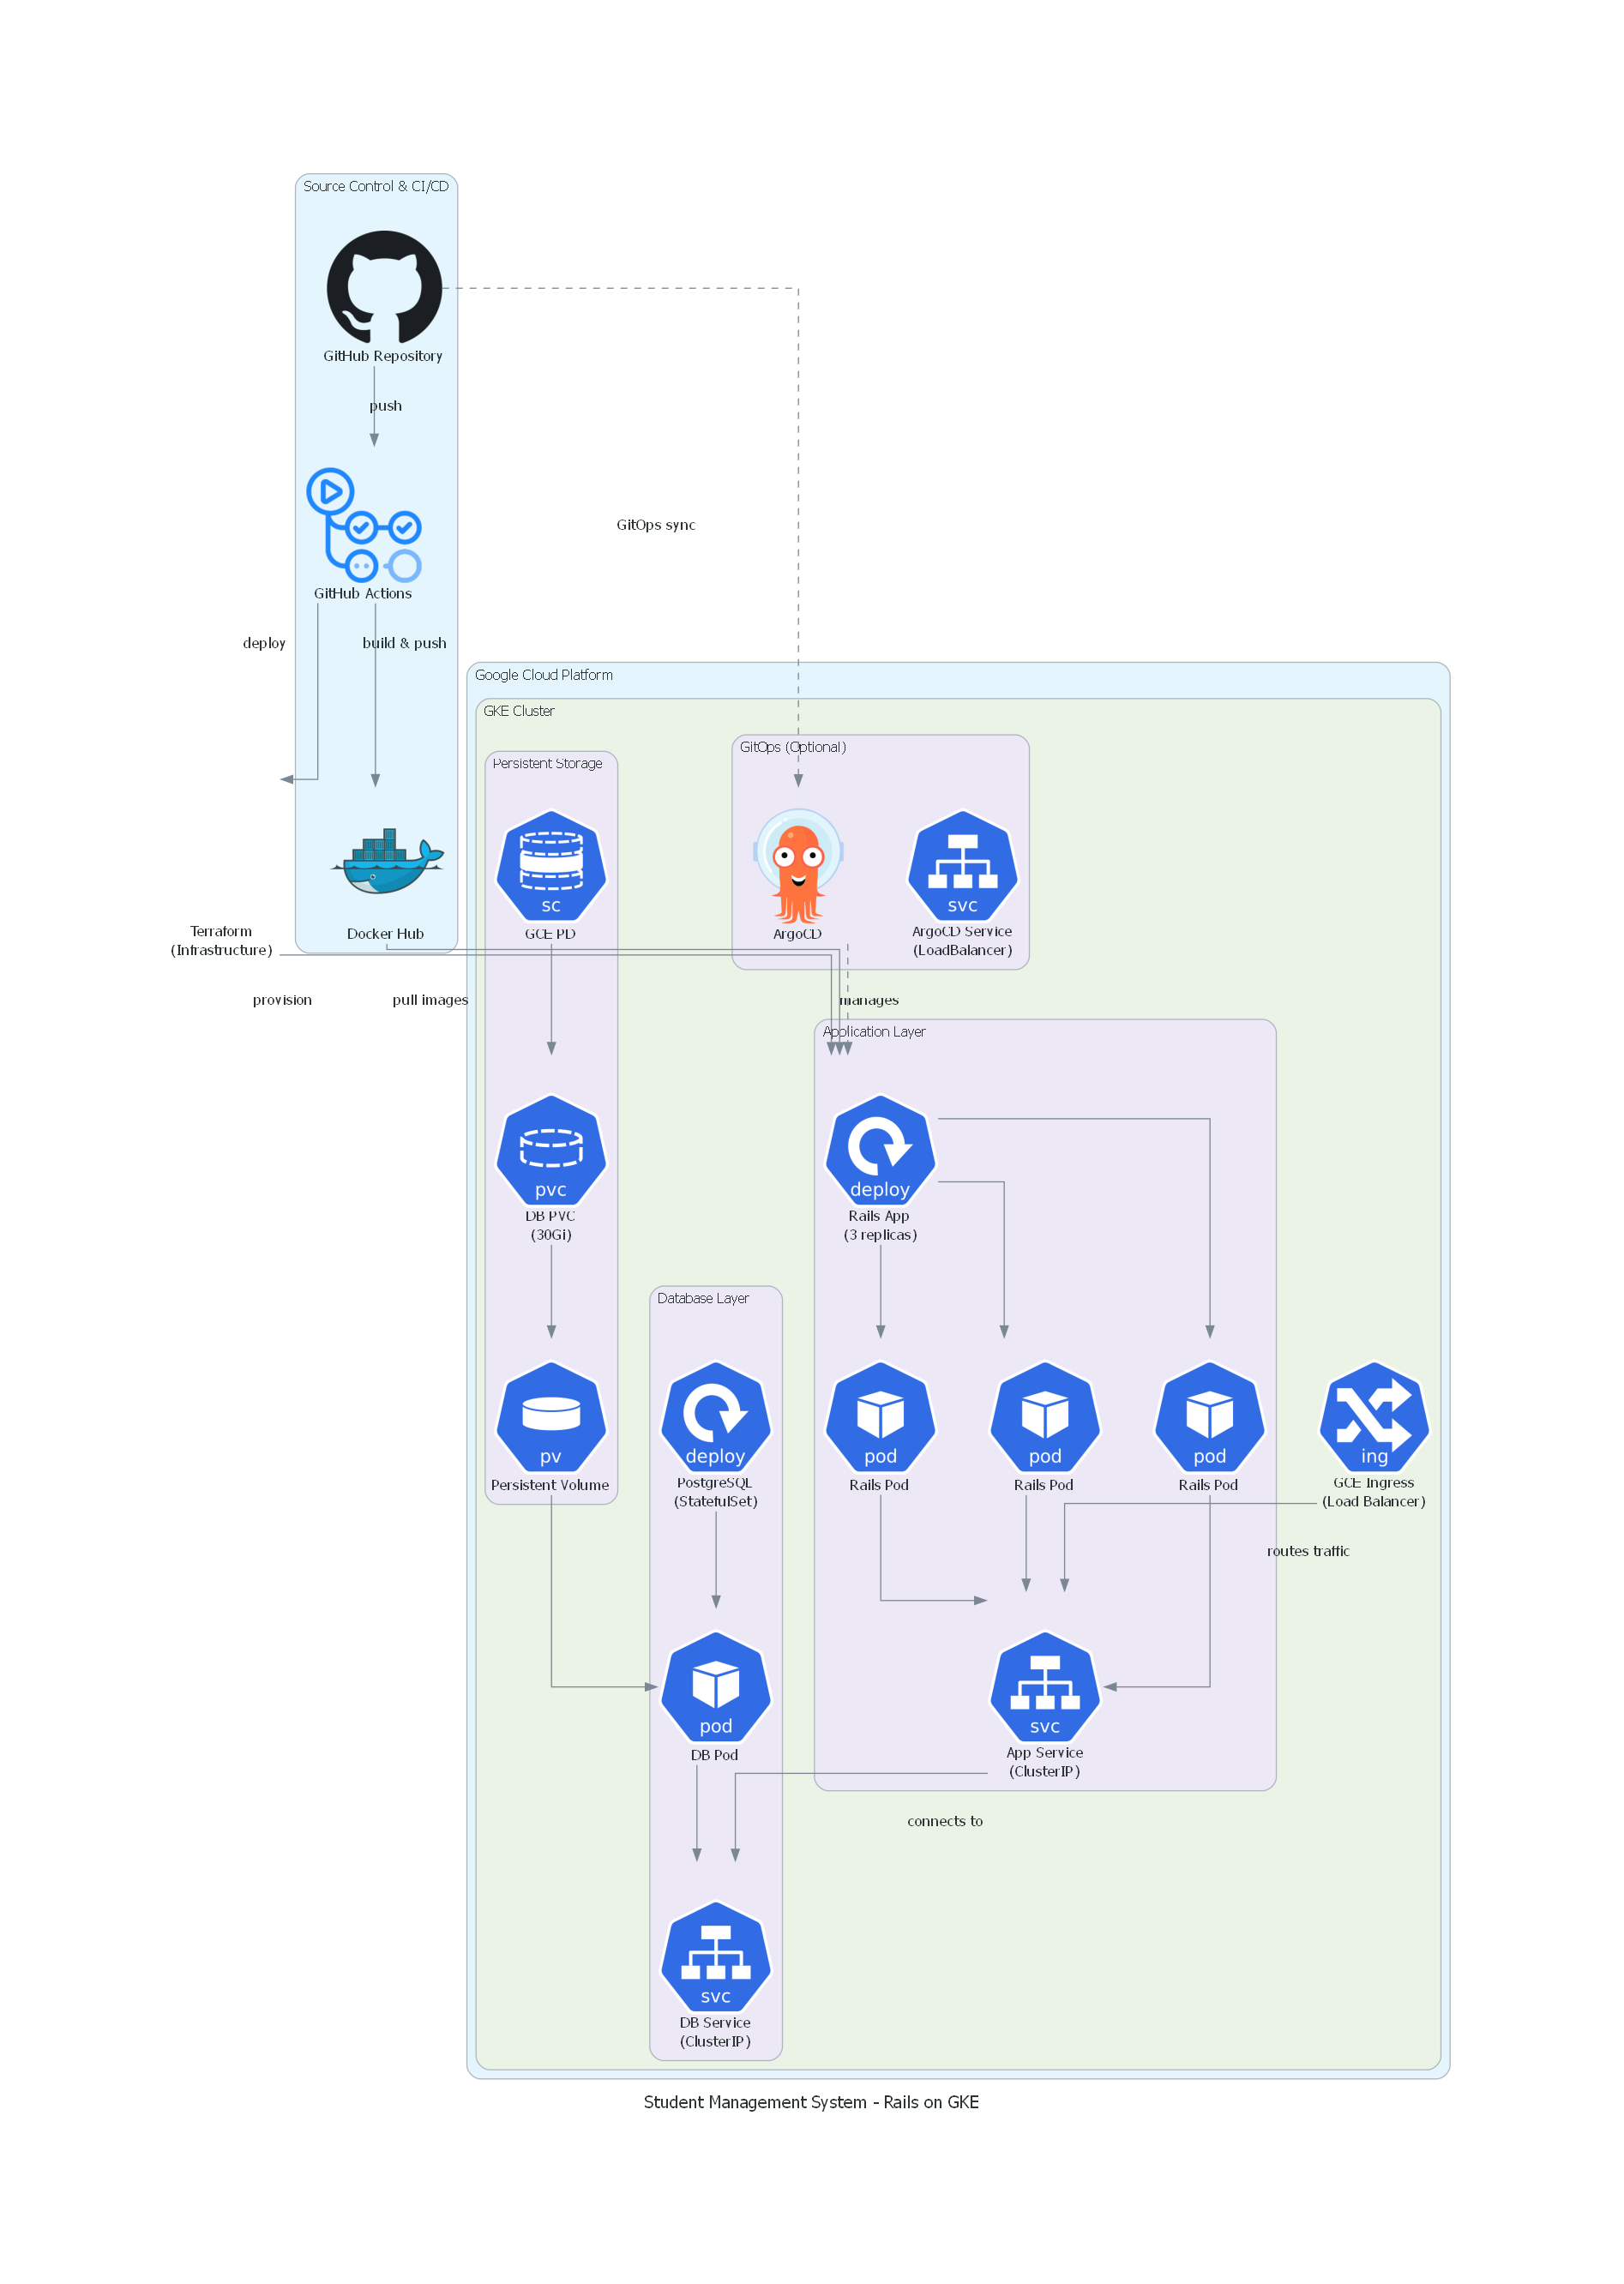 Source Control & CI/CD
GitHub Repository
push
GitHub Actions
deploy
build & push
Docker Hub
Terraform
(Infrastructure)
provision
pull images
GitOps sync
Google Cloud Platform
GKE Cluster
Persistent Storage
sc
GCE PD
pvc
DB PVC
(30Gi)
pv
Persistent Volume
GitOps (Optional)
ArgoCD
svc
ArgoCD Service
(LoadBalancer)
manages
Application Layer
deploy
Rails App
(3 replicas)
pod
Rails Pod
pod
Rails Pod
pod
Rails Pod
ing
GCE Ingress
(Load Balancer)
routes traffic
svc
App Service
(ClusterIP)
connects to
Database Layer
deploy
PostgreSQL
(StatefulSet)
pod
DB Pod
svc
DB Service
(ClusterIP)
Student Management System - Rails on GKE